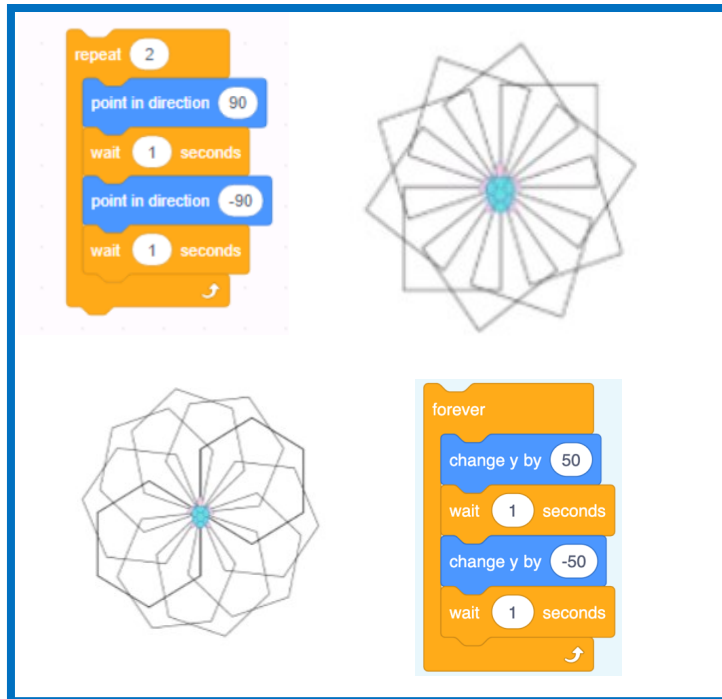 repeat 2
point in direction 90
wait 1 seconds
point in direction -90
wait 1 seconds
forever
change y by 50
wait 1 seconds
change y by -50
wait 1 seconds